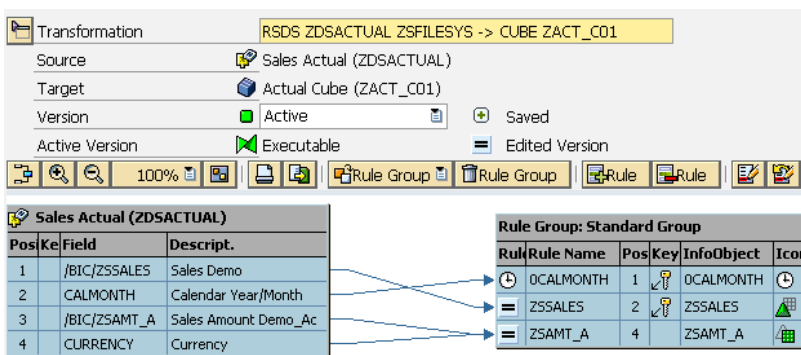 Transformation RSDS ZDSACTUAL ZSFILESYS -> CUBE ZACT_C01
Source Sales Actual (ZDSACTUAL)
Target Actual Cube (ZACT_C01)
Version Active Saved
Active Version Executable Edited Version
100% Rule Group Rule Group Rule Rule
Sales Actual (ZDSACTUAL)
Posi Ke Field Descript.
1 /BIC/ZSSALES Sales Demo
2 CALMONTH Calendar Year/Month
3 /BIC/ZSAMT_A Sales Amount Demo_Ac
4 CURRENCY Currency
Rule Group: Standard Group
Rule Rule Name Pos Key InfoObject Icon
0CALMONTH 1 0CALMONTH
ZSSALES 2 ZSSALES
ZSAMT_A 4 ZSAMT_A